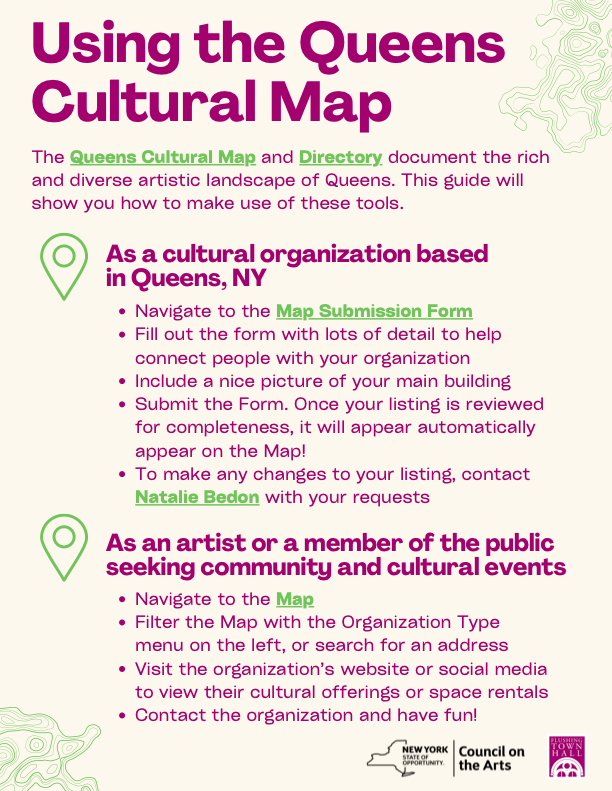 Using the Queens
Cultural Map
The Queens Cultural Map and Directory document the rich
and diverse artistic landscape of Queens. This guide will
show you how to make use of these tools.
As a cultural organization based
in Queens, NY
• Navigate to the Map Submission Form
• Fill out the form with lots of detail to help
connect people with your organization
• Include a nice picture of your main building
• Submit the Form. Once your listing is reviewed
for completeness, it will appear automatically
appear on the Map!
• To make any changes to your listing, contact
Natalie Bedon with your requests
As an artist or a member of the public
seeking community and cultural events
• Navigate to the Map
• Filter the Map with the Organization Type
menu on the left, or search for an address
• Visit the organization's website or social media
to view their cultural offerings or space rentals
• Contact the organization and have fun!
NEW YORK
STATE OF
OPPORTUNITY.
Council on
the Arts
FLUSHING
TOWN
HALL